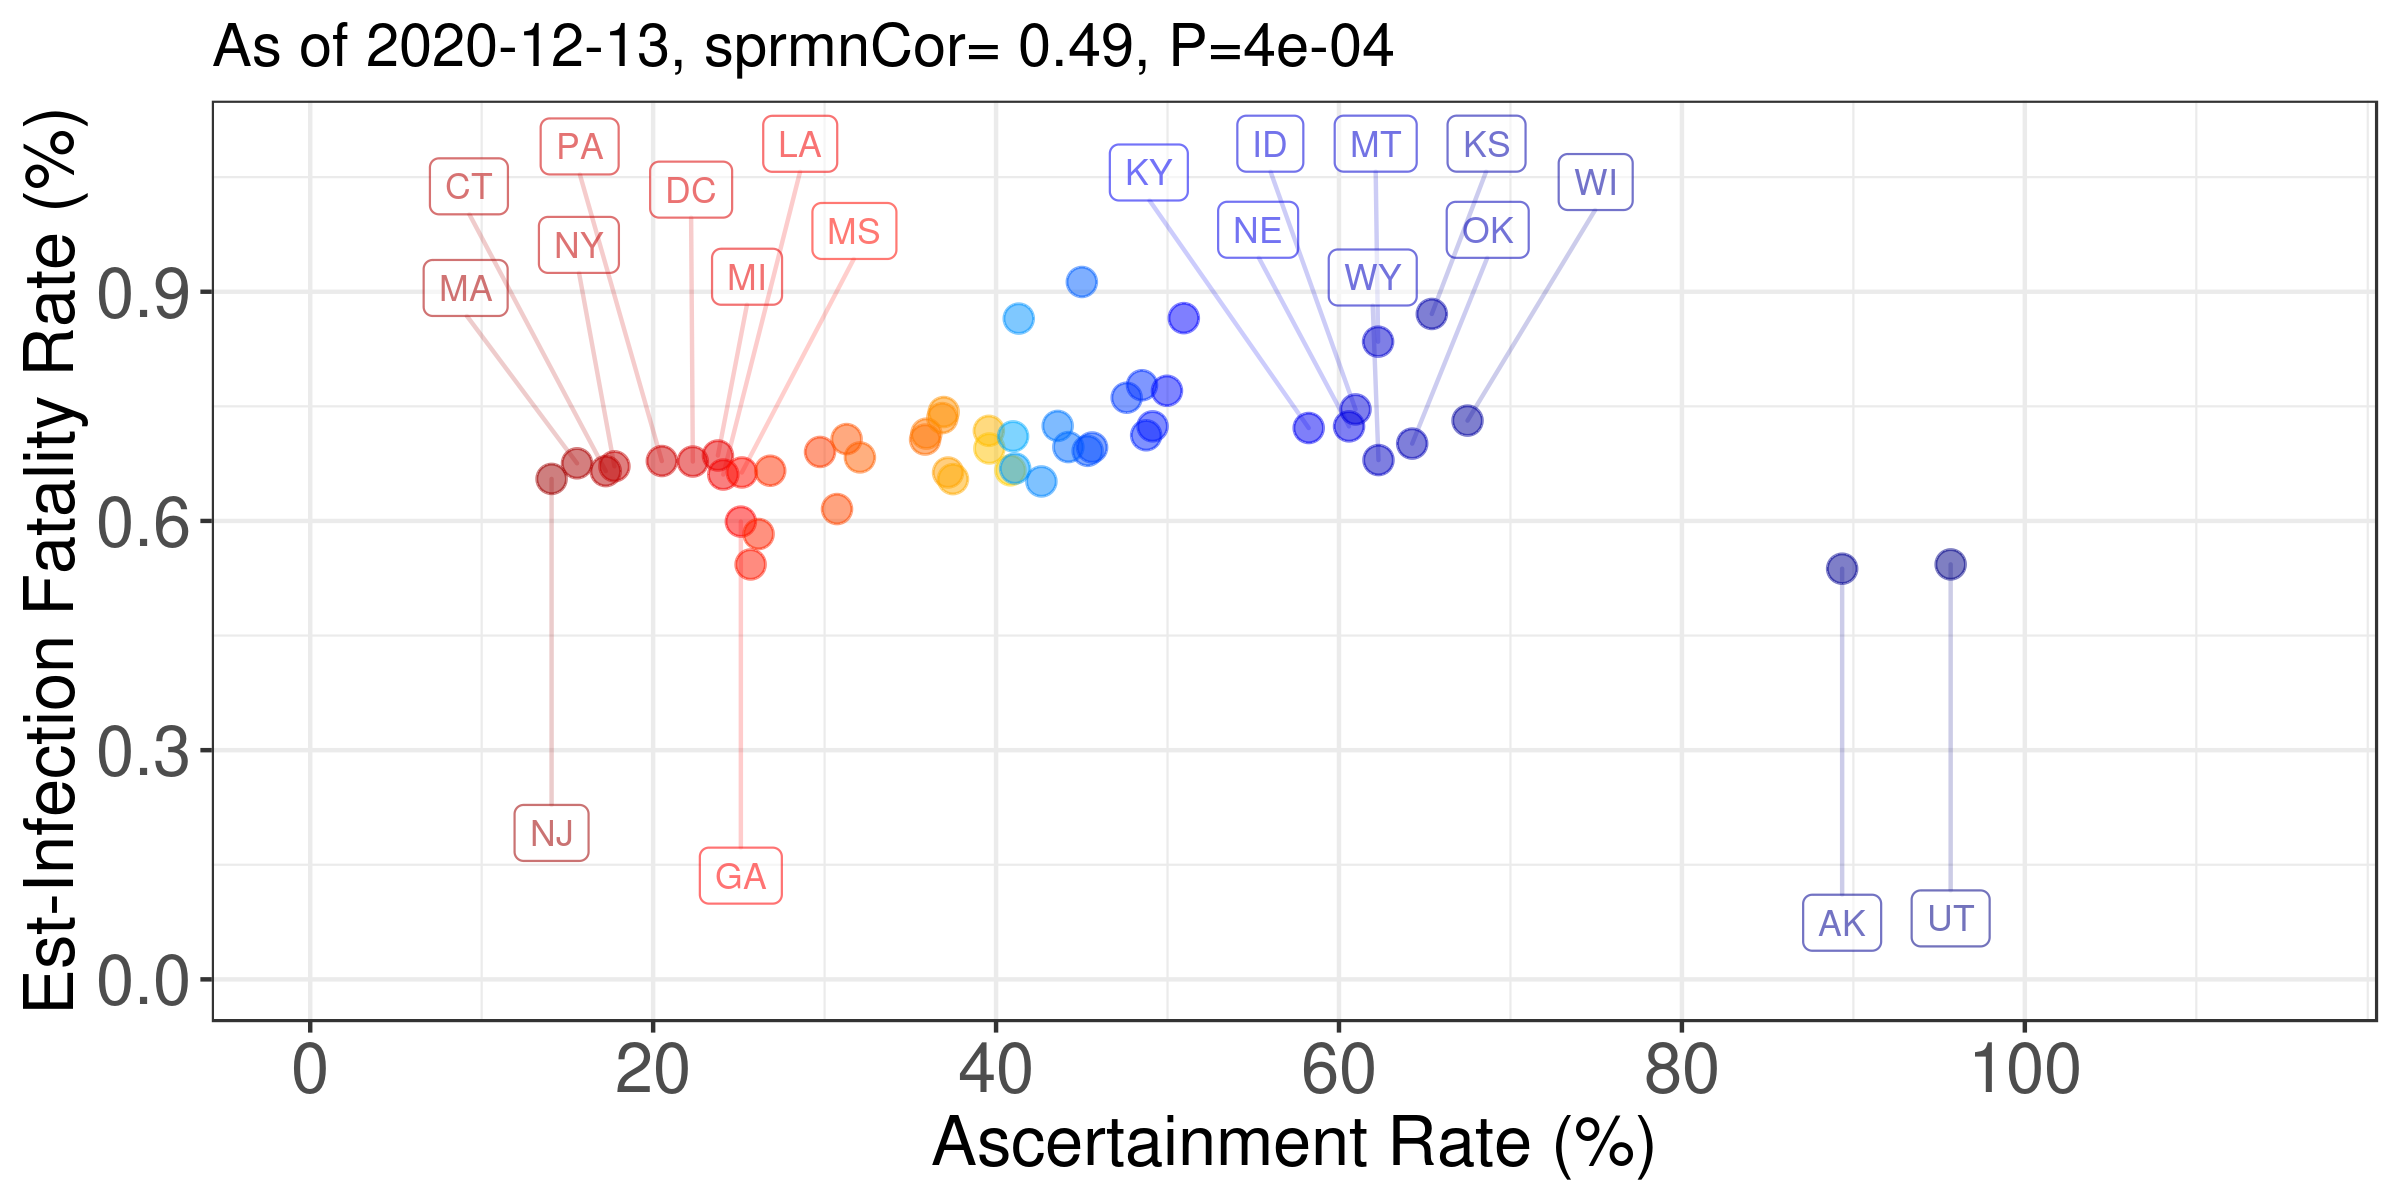 As of 2020-12-13, sprmnCor= 0.49, P=4e-04
Est-Infection Fatality Rate (%)
0.9
0.6
0.3
0.0
PA
LA
ID
MT
KS
CT
DC
KY
WI
NY
MS
NE
OK
MA
MI
WY
NJ
GA
AK
UT
0
20
40
60
80
100
Ascertainment Rate (%)